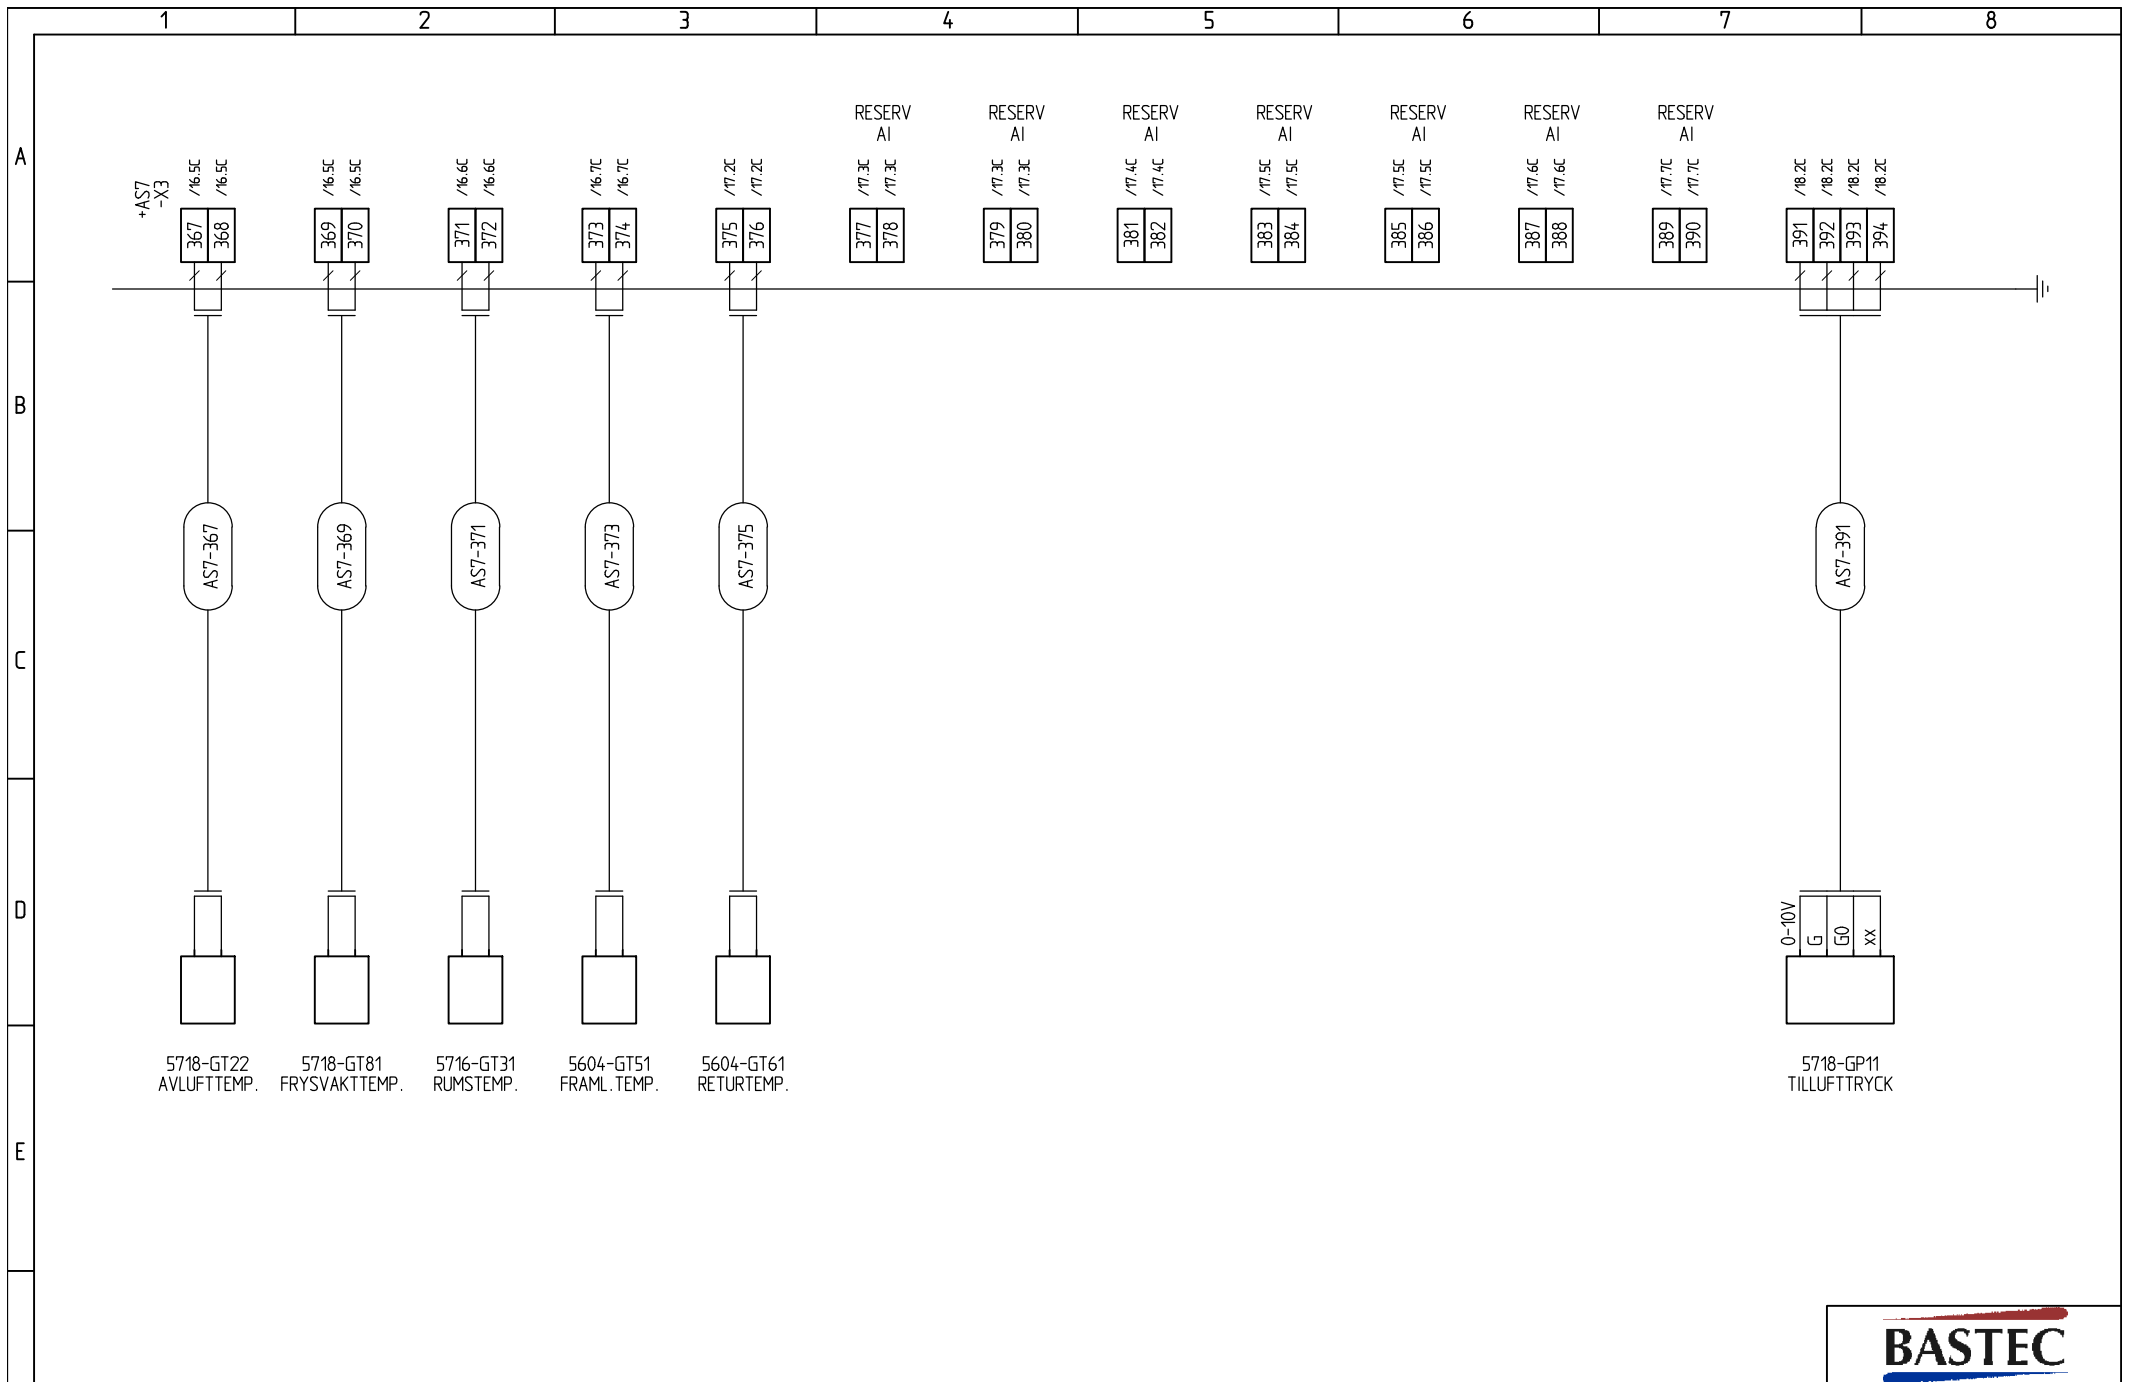 1 2 3 4 5 6 7 8
A
B
C
D
E
RESERV RESERV RESERV RESERV RESERV RESERV RESERV
AI AI AI AI AI AI AI
+AS7
-X3
/16.5C /16.5C /16.5C /16.5C /16.6C /16.6C /16.7C /16.7C /17.2C /17.2C /17.3C /17.3C /17.3C /17.3C /17.4C /17.4C /17.5C /17.5C /17.5C /17.5C /17.6C /17.6C /17.7C /17.7C /18.2C /18.2C /18.2C /18.2C
367 368 369 370 371 372 373 374 375 376 377 378 379 380 381 382 383 384 385 386 387 388 389 390 391 392 393 394
AS7-367 AS7-369 AS7-371 AS7-373 AS7-375 AS7-391
0-10V G G0 xx
5718-GT22 5718-GT81 5716-GT31 5604-GT51 5604-GT61 5718-GP11
AVLUFTTEMP. FRYSVAKTTEMP. RUMSTEMP. FRAML.TEMP. RETURTEMP. TILLUFTTRYCK
BASTEC